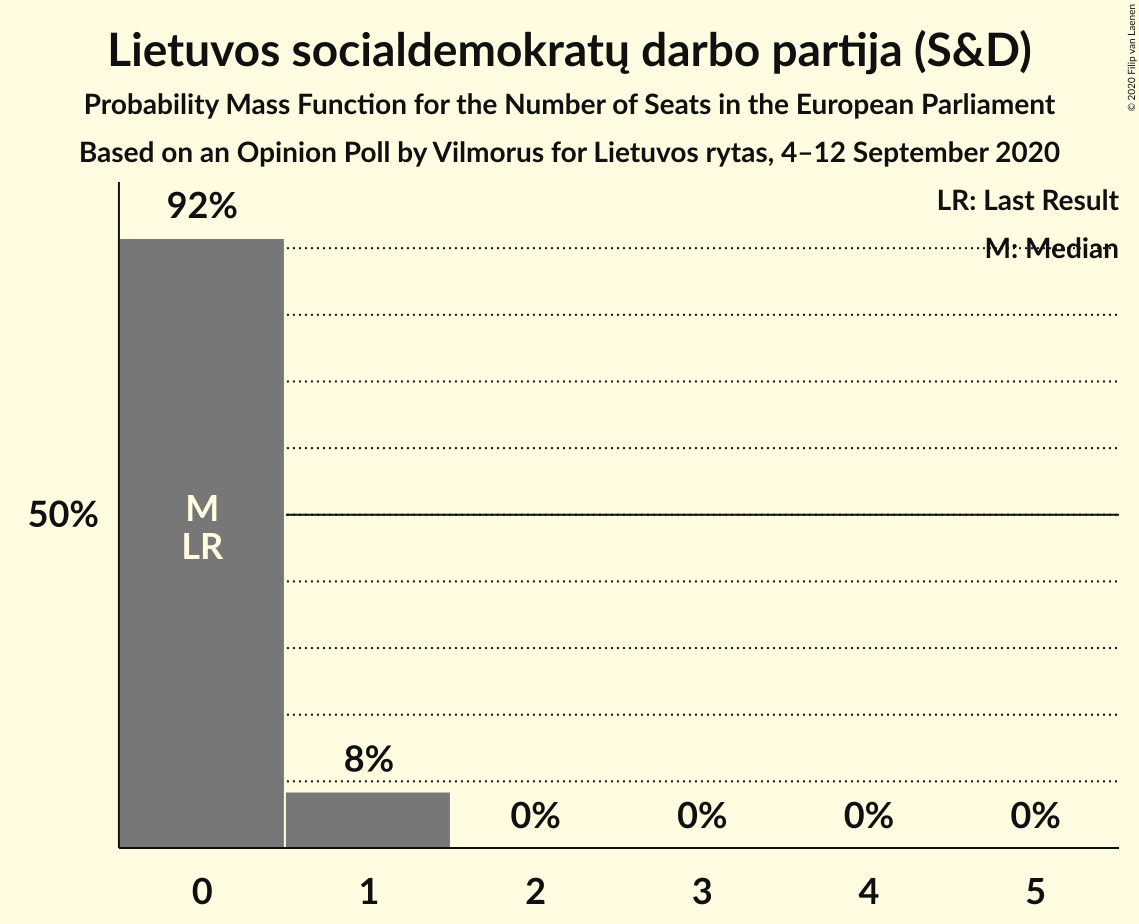 Lietuvos socialdemokratų darbo partija (S&D)
Probability Mass Function for the Number of Seats in the European Parliament
Based on an Opinion Poll by Vilmorus for Lietuvos rytas, 4–12 September 2020
© 2020 Filip van Laenen
LR: Last Result
M: Median
92%
50%
M
LR
8%
0%
0%
0%
0%
0
1
2
3
4
5